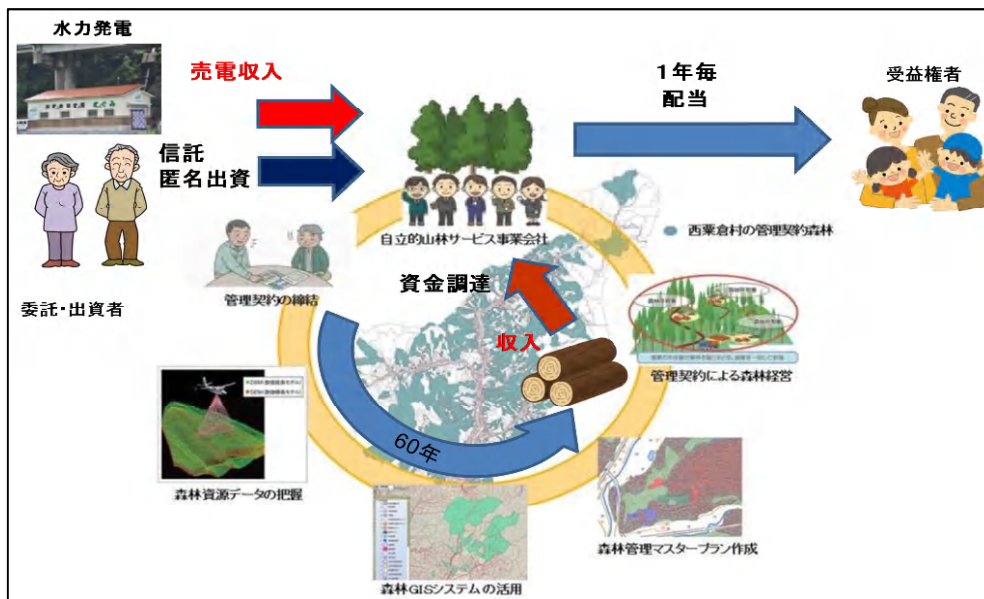 水力発電
売電収入
信託
匿名出資
委託・出資者
1年毎
配当
受益権者
自立的山林サービス事業会社
西粟倉村の管理契約森林
管理契約の締結
資金調達
収入
管理契約による森林経営
60年
森林資源データの把握
森林GISシステムの活用
森林管理マスタープラン作成